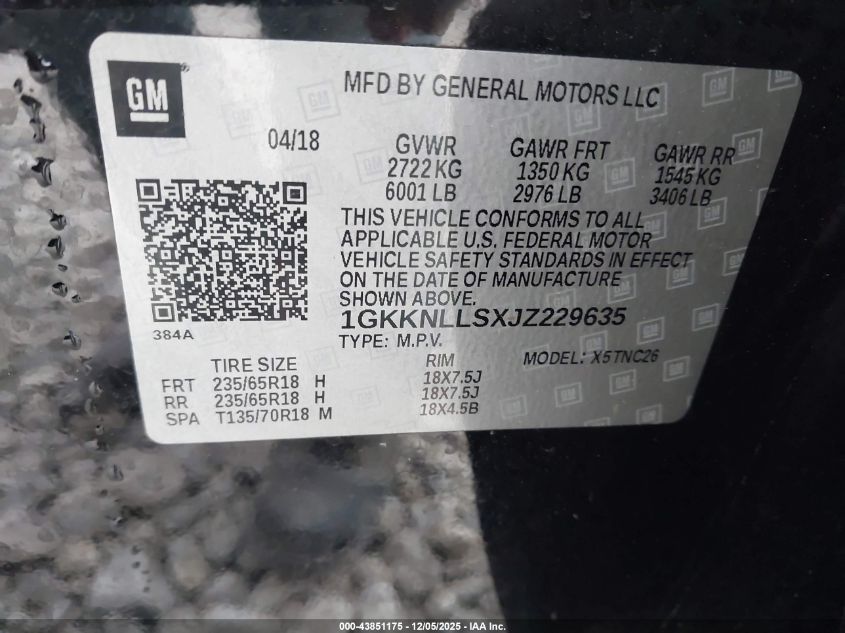 GM
MFD BY GENERAL MOTORS LLC
04/18
GVWR GAWR FRT GAWR RR
2722 KG 1350 KG 1545 KG
6001 LB 2976 LB 3406 LB
THIS VEHICLE CONFORMS TO ALL
APPLICABLE U.S. FEDERAL MOTOR
VEHICLE SAFETY STANDARDS IN EFFECT
ON THE DATE OF MANUFACTURE
SHOWN ABOVE.
1GKKNLLSXJZ229635
384A
TYPE: M.P.V. MODEL: X5TNC26
TIRE SIZE RIM
FRT 235/65R18 H 18X7.5J
RR 235/65R18 H 18X7.5J
SPA T135/70R18 M 18X4.5B
000-43851175 - 12/05/2025 - IAA Inc.